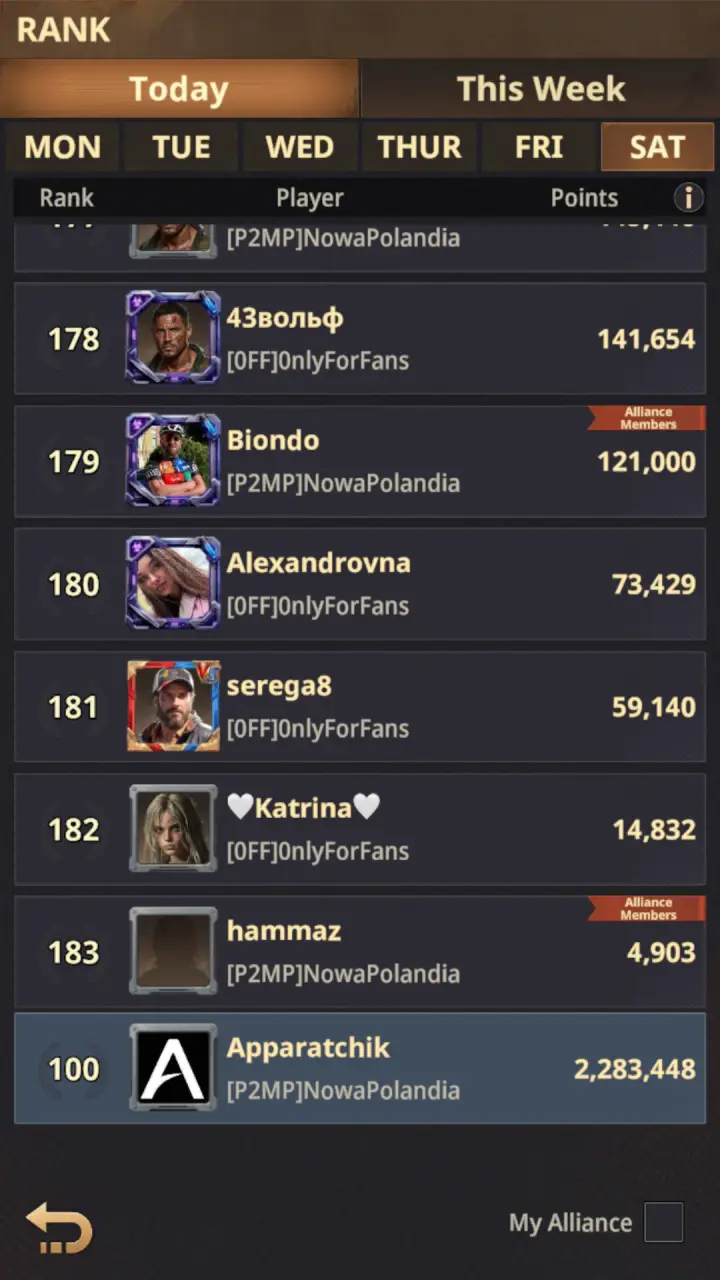 RANK
Today
This Week
MON
TUE
WED
THUR
FRI
SAT
Rank
Player
Points
[P2MP]NowaPolandia
178
43вольф
[0FF]0nlyForFans
141,654
Alliance
Members
179
Biondo
[P2MP]NowaPolandia
121,000
180
Alexandrovna
[0FF]0nlyForFans
73,429
181
serega8
[0FF]0nlyForFans
59,140
182
🤍Katrina🤍
[0FF]0nlyForFans
14,832
Alliance
Members
183
hammaz
[P2MP]NowaPolandia
4,903
100
Apparatchik
[P2MP]NowaPolandia
2,283,448
My Alliance